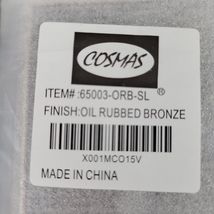 COSMAS
®
ITEM#:65003-ORB-SL
FINISH:OIL RUBBED BRONZE
X001MCO15V
MADE IN CHINA